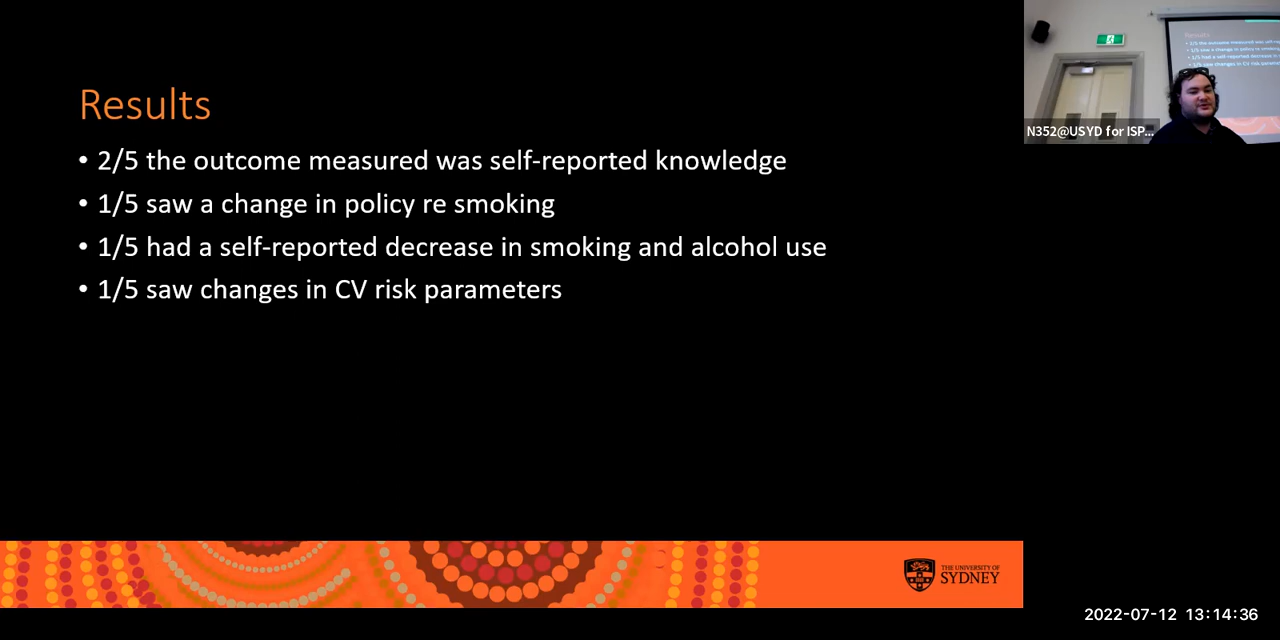 Results
• 2/5 the outcome measured was self-reported knowledge
• 1/5 saw a change in policy re smoking
• 1/5 had a self-reported decrease in smoking and alcohol use
• 1/5 saw changes in CV risk parameters
N352@USYD for ISP...
Results
THE UNIVERSITY OF
SYDNEY
2022-07-12 13:14:36